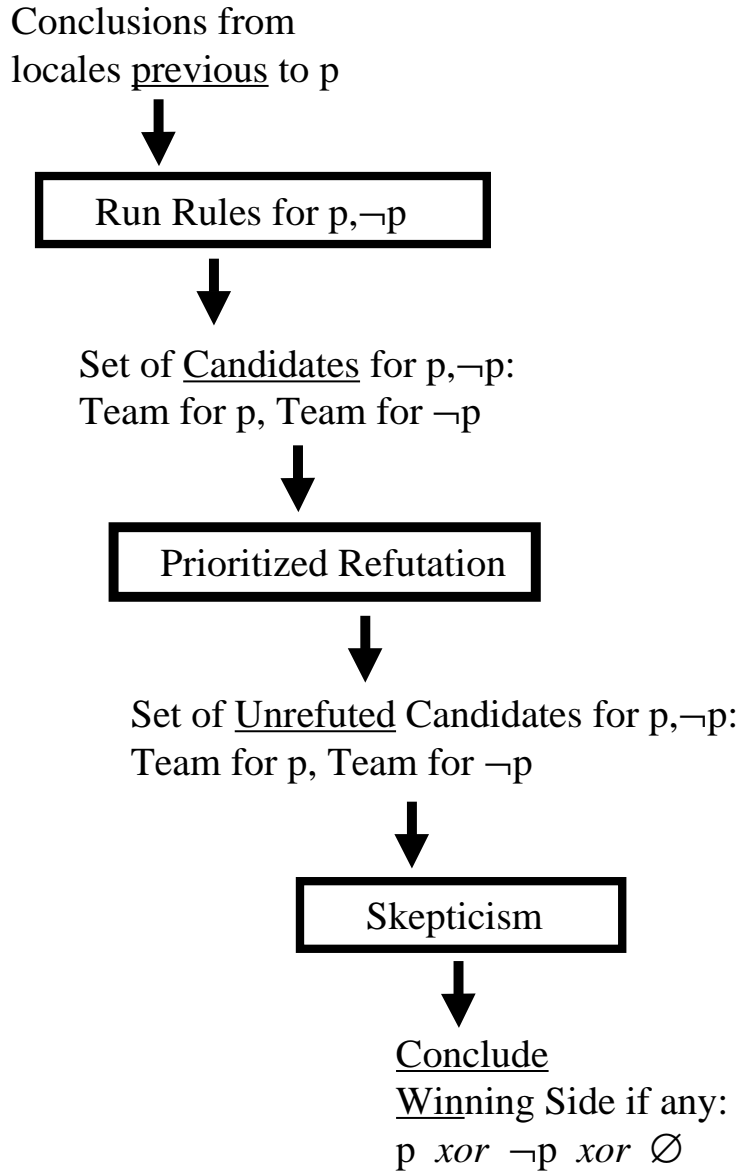 Conclusions from
locales previous to p
Run Rules for p,¬p
Set of Candidates for p,¬p:
Team for p, Team for ¬p
Prioritized Refutation
Set of Unrefuted Candidates for p,¬p:
Team for p, Team for ¬p
Skepticism
Conclude
Winning Side if any:
p xor ¬p xor ∅